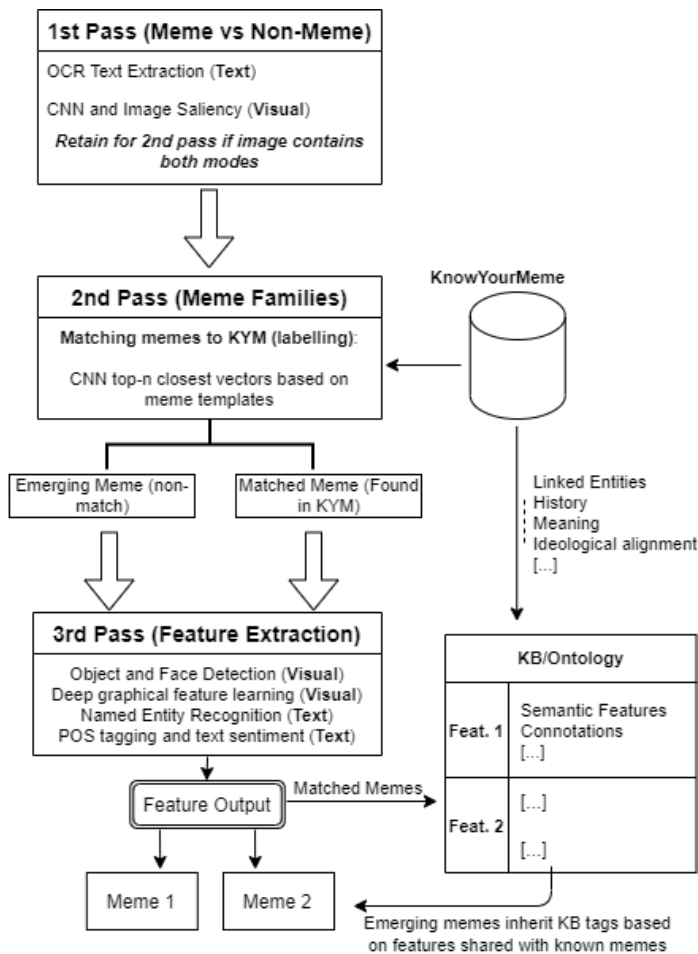 1st Pass (Meme vs Non-Meme)
OCR Text Extraction (Text)
CNN and Image Saliency (Visual)
Retain for 2nd pass if image contains
both modes
2nd Pass (Meme Families)
Matching memes to KYM (labelling):
CNN top-n closest vectors based on
meme templates
KnowYourMeme
Emerging Meme (non-
match)
Matched Meme (Found
in KYM)
Linked Entities
History
Meaning
Ideological alignment
[...]
3rd Pass (Feature Extraction)
Object and Face Detection (Visual)
Deep graphical feature learning (Visual)
Named Entity Recognition (Text)
POS tagging and text sentiment (Text)
Feature Output
Matched Memes
KB/Ontology
Feat. 1
Semantic Features
Connotations
[...]
Feat. 2
[...]
[...]
Meme 1
Meme 2
Emerging memes inherit KB tags based
on features shared with known memes